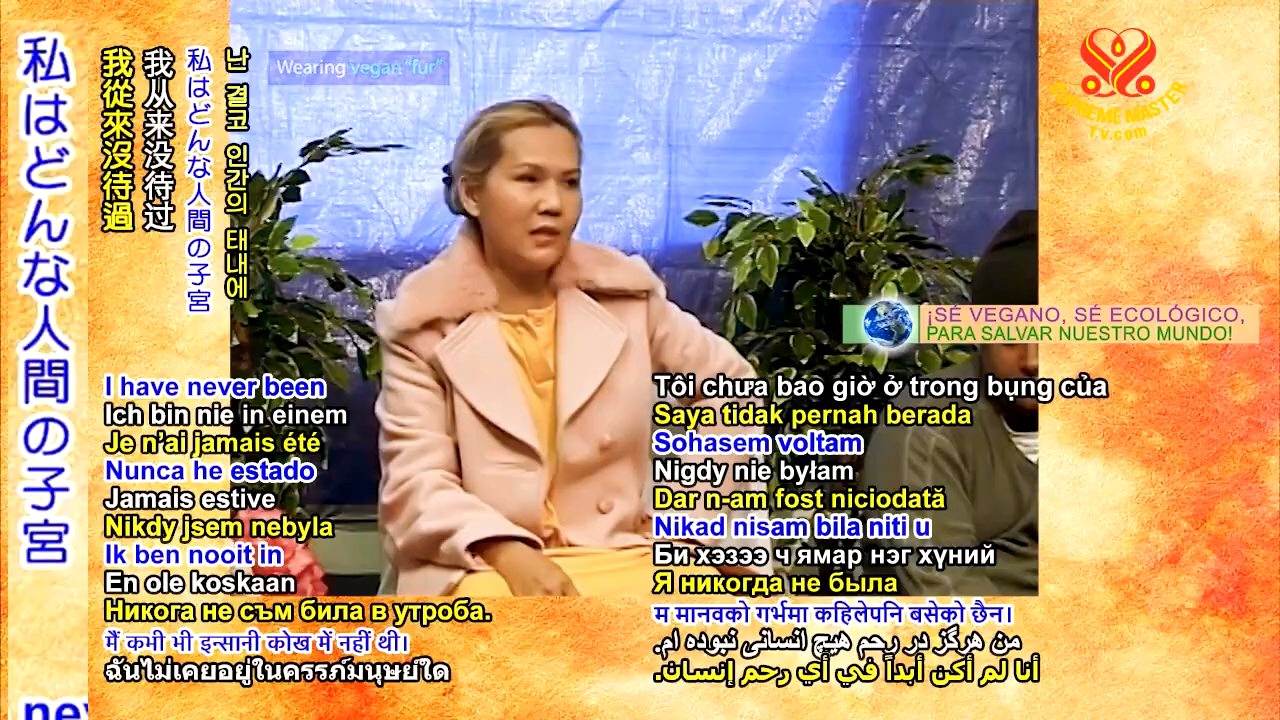 私はどんな人間の子宮
我從來沒待過
我从来没待过
私はどんな人間の子宮
난 결코 인간의 태내에
Wearing vegan "fur"
SUPREME MASTER
TV.com
¡SÉ VEGANO, SÉ ECOLÓGICO,
PARA SALVAR NUESTRO MUNDO!
I have never been
Ich bin nie in einem
Je n'ai jamais été
Nunca he estado
Jamais estive
Nikdy jsem nebyla
Ik ben nooit in
En ole koskaan
Никога не съм била в утроба.
मैं कभी भी इन्सानी कोख में नहीं थी।
ฉันไม่เคยอยู่ในครรภ์มนุษย์ใด
Tôi chưa bao giờ ở trong bụng của
Saya tidak pernah berada
Sohasem voltam
Nigdy nie byłam
Dar n-am fost niciodată
Nikad nisam bila niti u
Би хэзээ ч ямар нэг хүний
Я никогда не была
म मानवको गर्भमा कहिलेपनि बसेको छैन।
من هرگز در رحم هیچ انسانی نبوده ام.
أنا لم أكن أبداً في أي رحم إنسان.